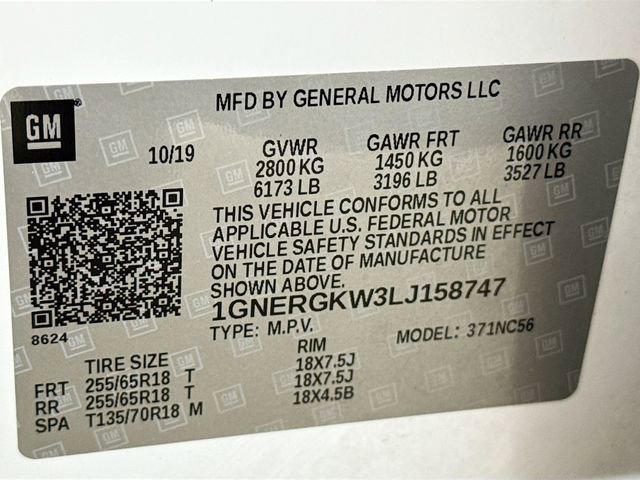 GM
MFD BY GENERAL MOTORS LLC
10/19 GVWR GAWR FRT GAWR RR
2800 KG 1450 KG 1600 KG
6173 LB 3196 LB 3527 LB
THIS VEHICLE CONFORMS TO ALL
APPLICABLE U.S. FEDERAL MOTOR
VEHICLE SAFETY STANDARDS IN EFFECT
ON THE DATE OF MANUFACTURE
SHOWN ABOVE.
1GNERGKW3LJ158747
8624
TYPE: M.P.V. MODEL: 371NC56
TIRE SIZE RIM
FRT 255/65R18 T 18X7.5J
RR 255/65R18 T 18X7.5J
SPA T135/70R18 M 18X4.5B